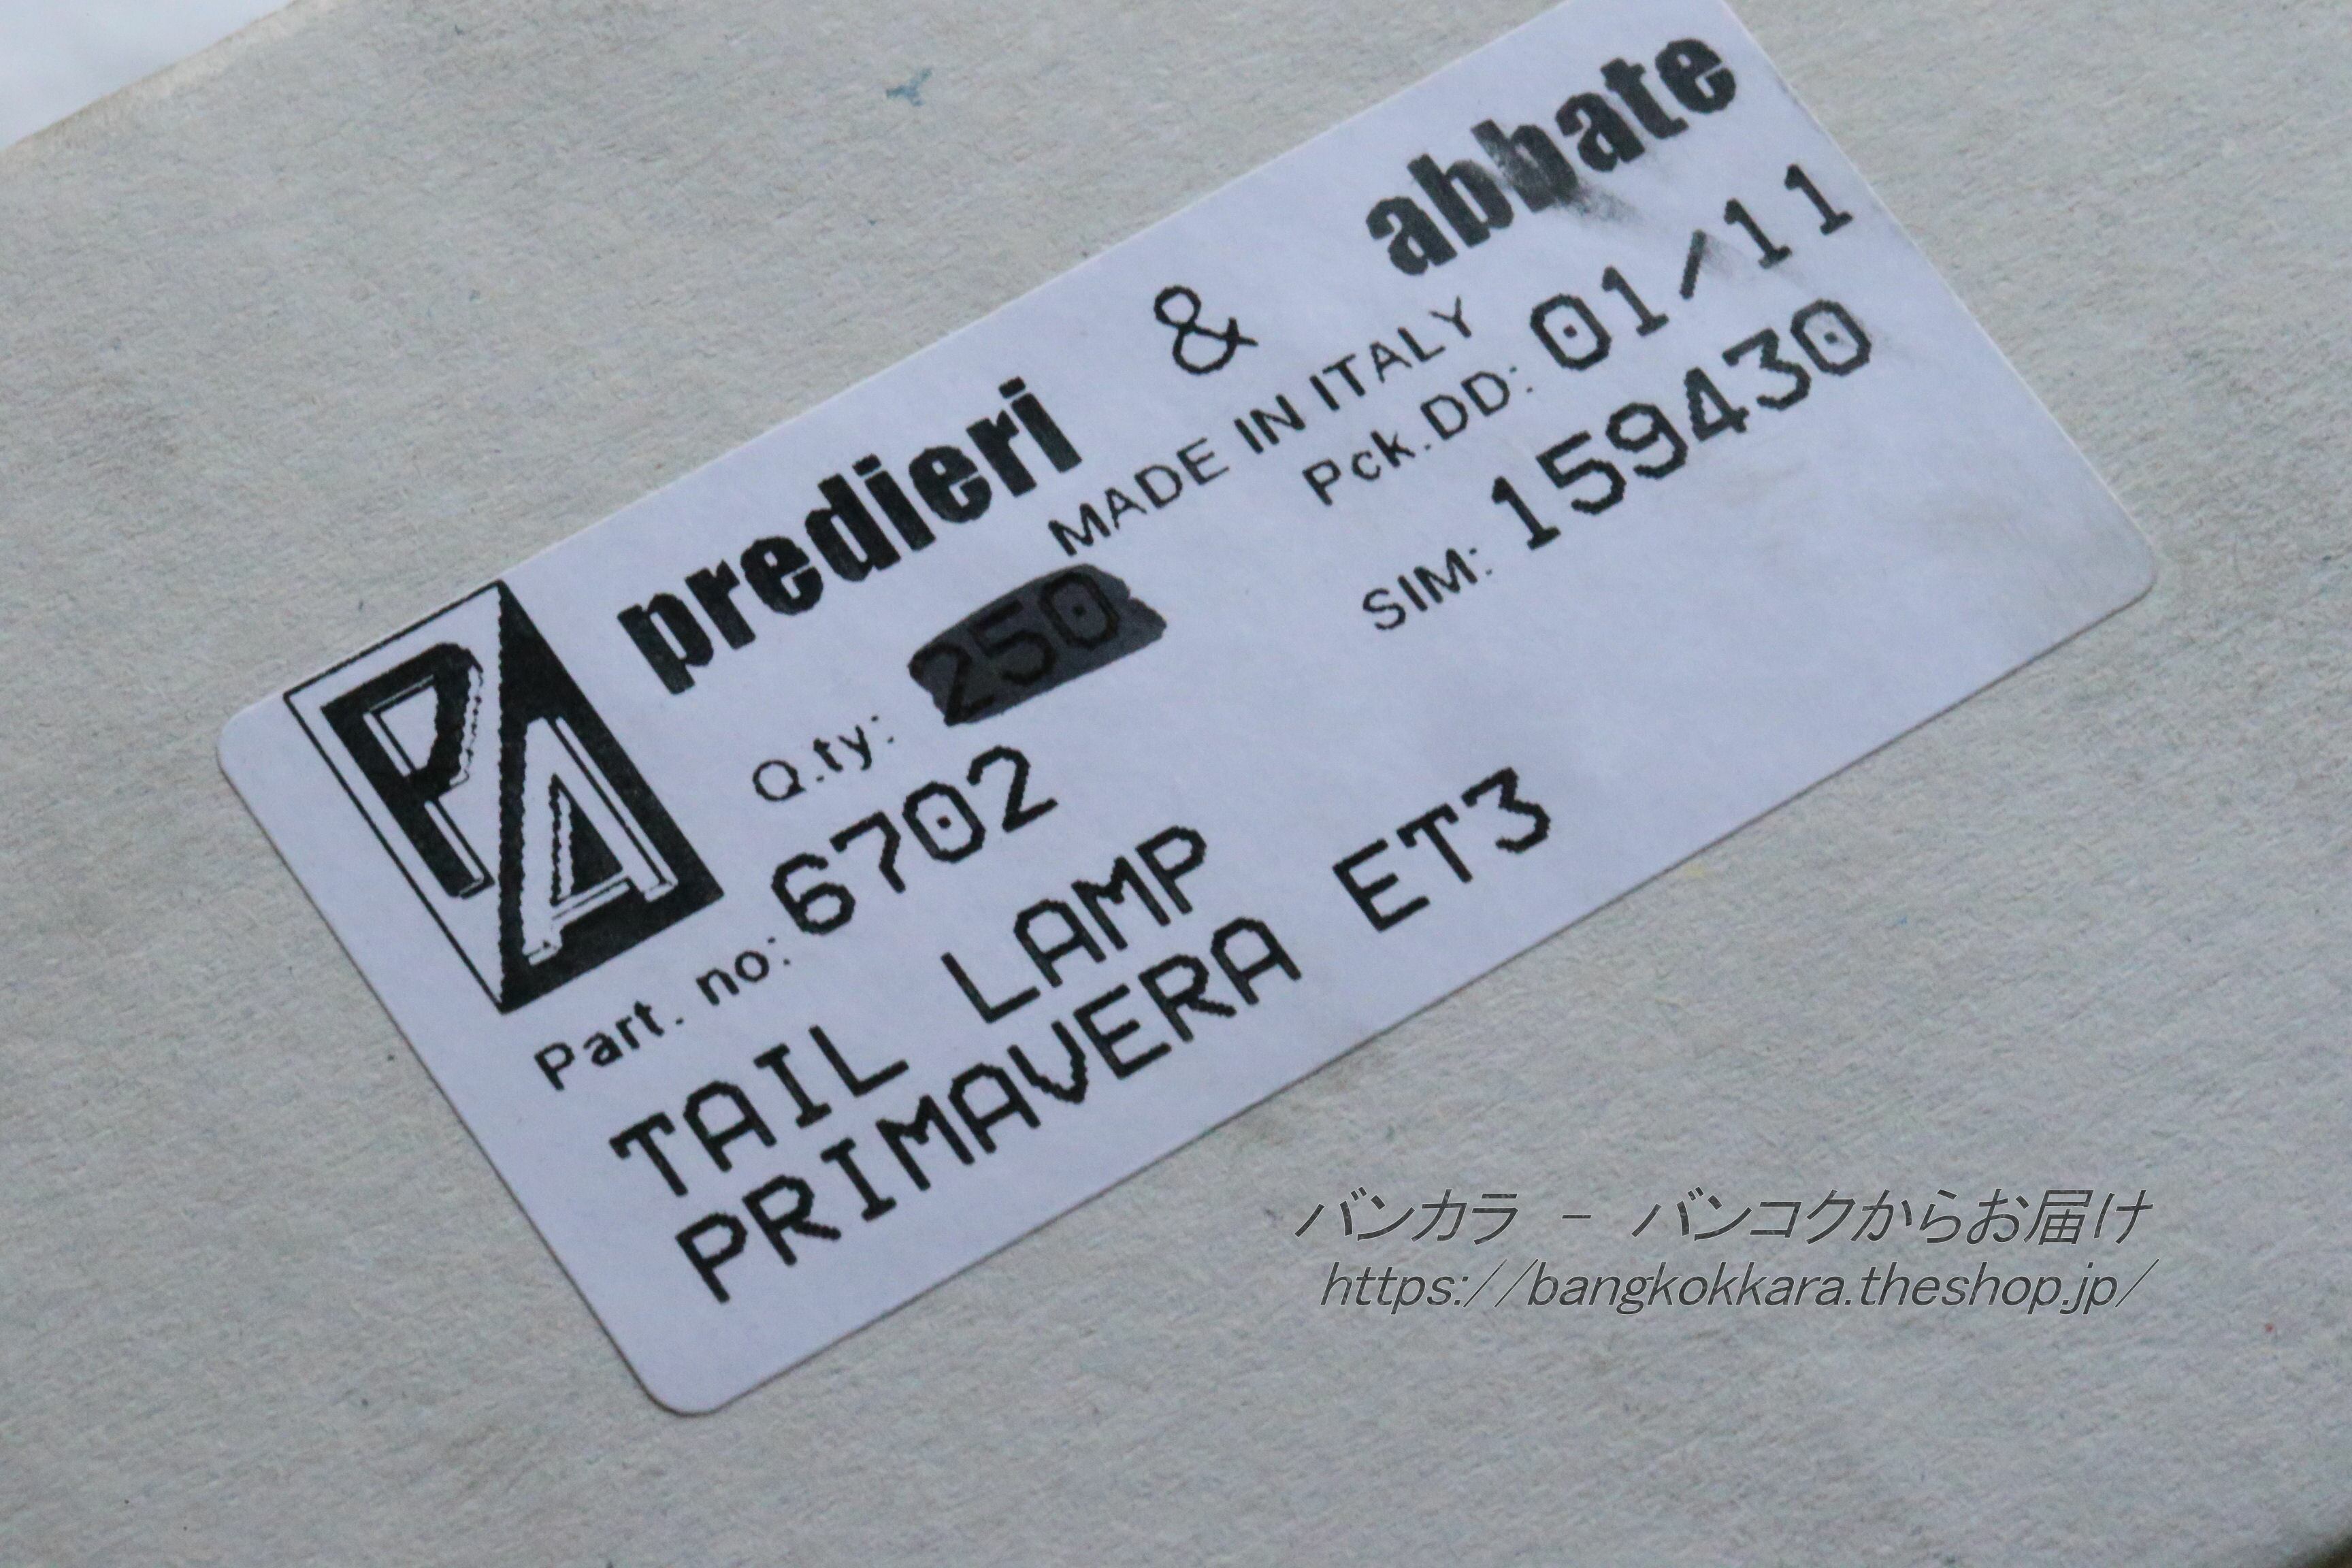 PA
predieri & abbate
MADE IN ITALY
Q.ty: 250
Pck.DD: 01/11
Part. no: 6702
SIM: 159430
TAIL LAMP
PRIMAVERA ET3
バンカラ - バンコクからお届け
https://bangkokkara.theshop.jp/